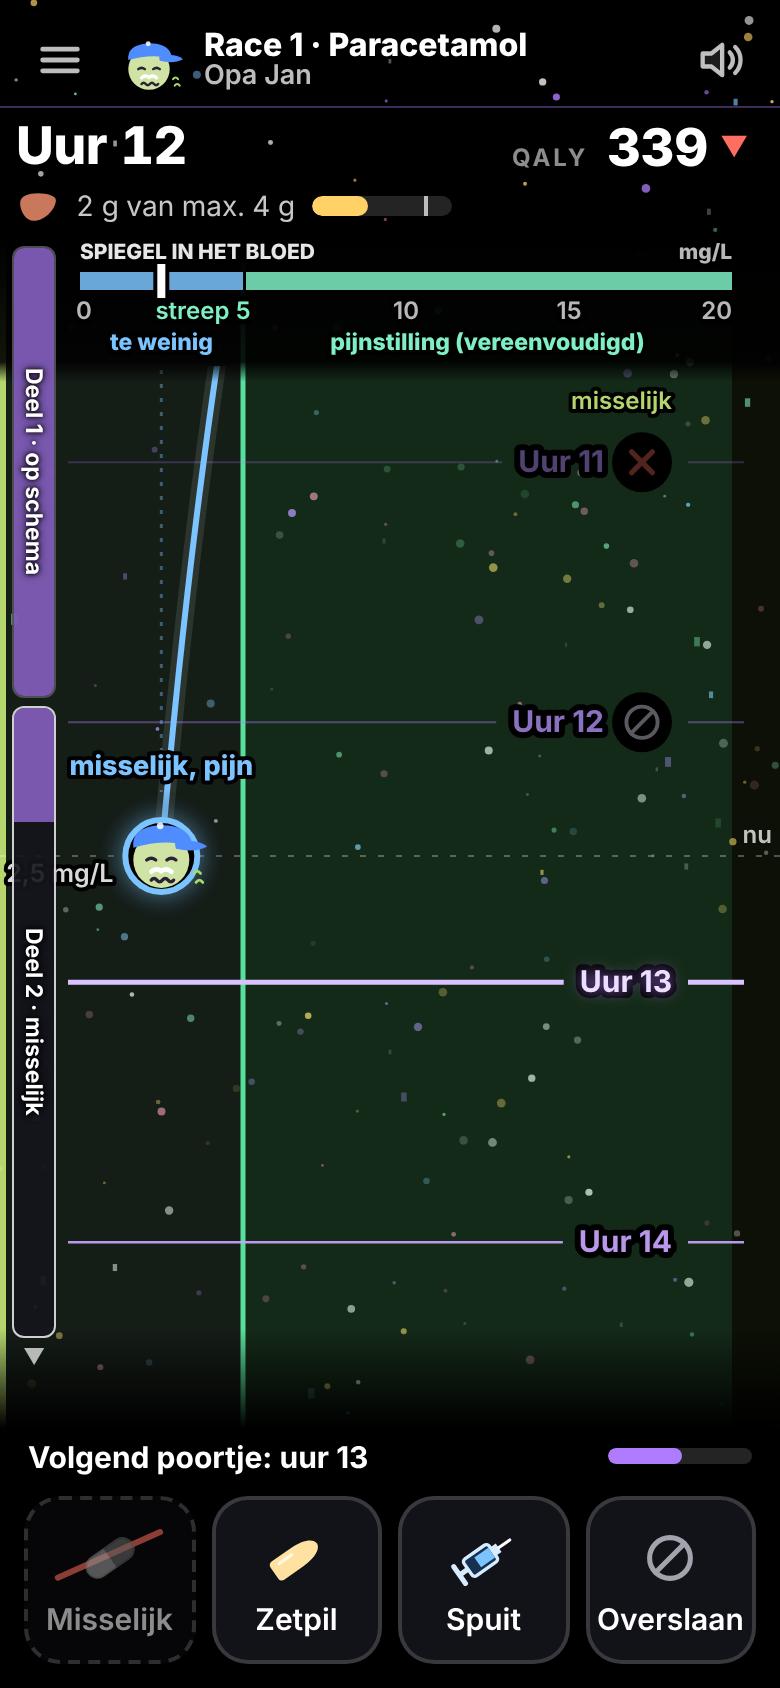 Race 1 · Paracetamol
Opa Jan
Uur 12
QALY 339
2 g van max. 4 g
SPIEGEL IN HET BLOED mg/L
0 streep 5 10 15 20
te weinig pijnstilling (vereenvoudigd)
misselijk
Deel 1 · op schema
Uur 11
Uur 12
misselijk, pijn
nu
2,5 mg/L
Deel 2 · misselijk
Uur 13
Uur 14
Volgend poortje: uur 13
Misselijk Zetpil Spuit Overslaan